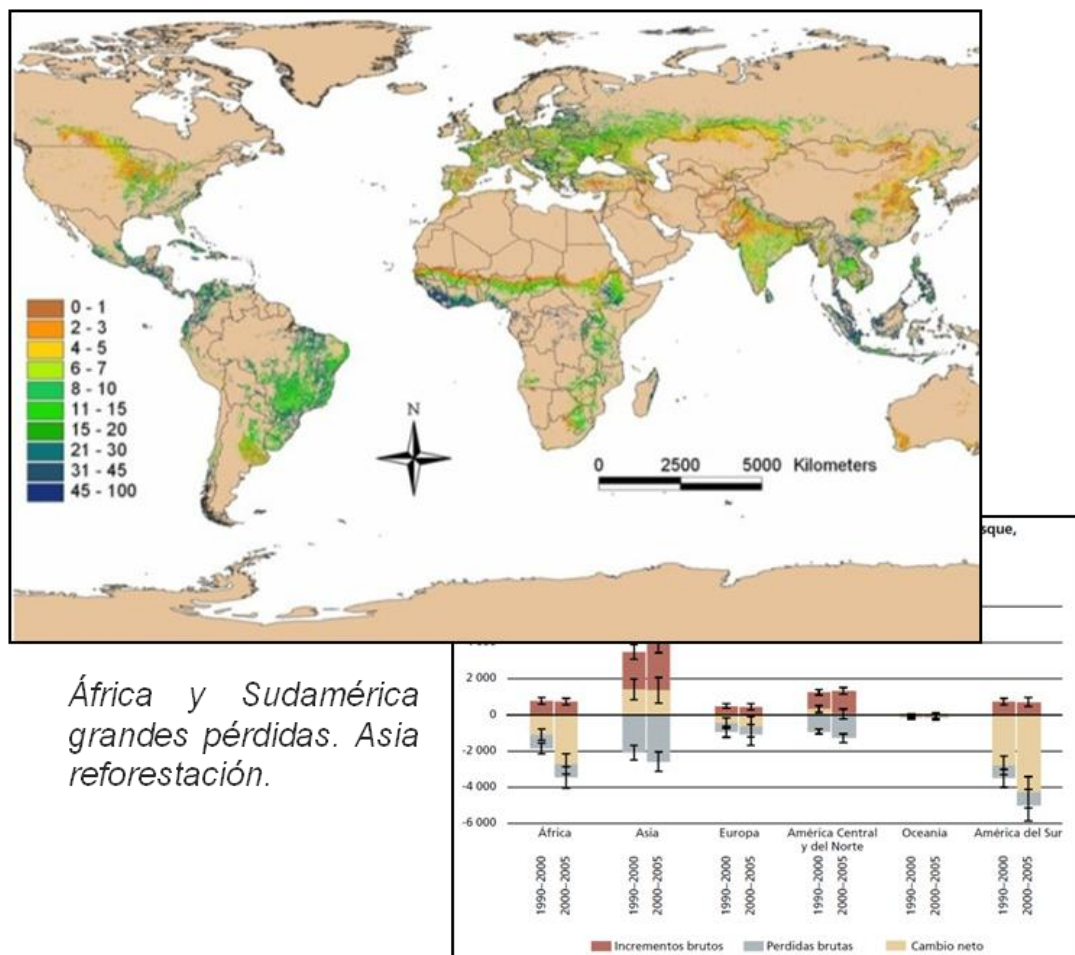 N
0 - 1
2 - 3
4 - 5
6 - 7
8 - 10
11 - 15
15 - 20
21 - 30
31 - 45
45 - 100
0 2500 5000 Kilometers
África y Sudamérica
grandes pérdidas. Asia
reforestación.
2 000
0
-2 000
-4 000
-6 000
África Asia Europa América Central y del Norte Oceanía América del Sur
1990–2000 2000–2005 1990–2000 2000–2005 1990–2000 2000–2005 1990–2000 2000–2005 1990–2000 2000–2005 1990–2000 2000–2005
Incrementos brutos Perdidas brutas Cambio neto